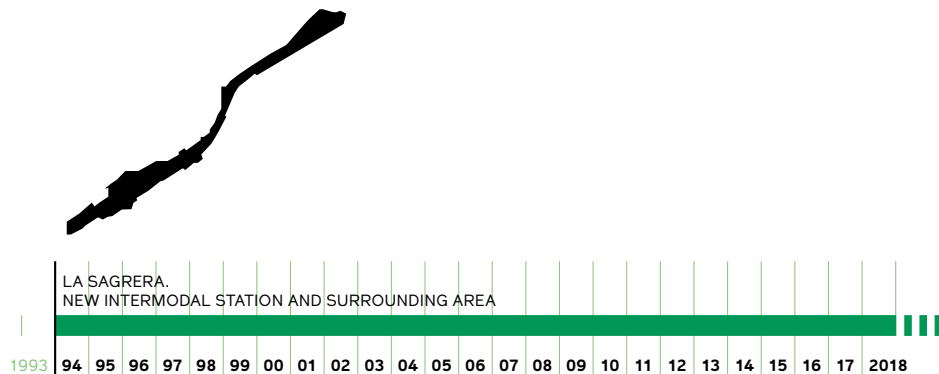 LA SAGRERA.
NEW INTERMODAL STATION AND SURROUNDING AREA
1993 94 95 96 97 98 99 00 01 02 03 04 05 06 07 08 09 10 11 12 13 14 15 16 17 2018